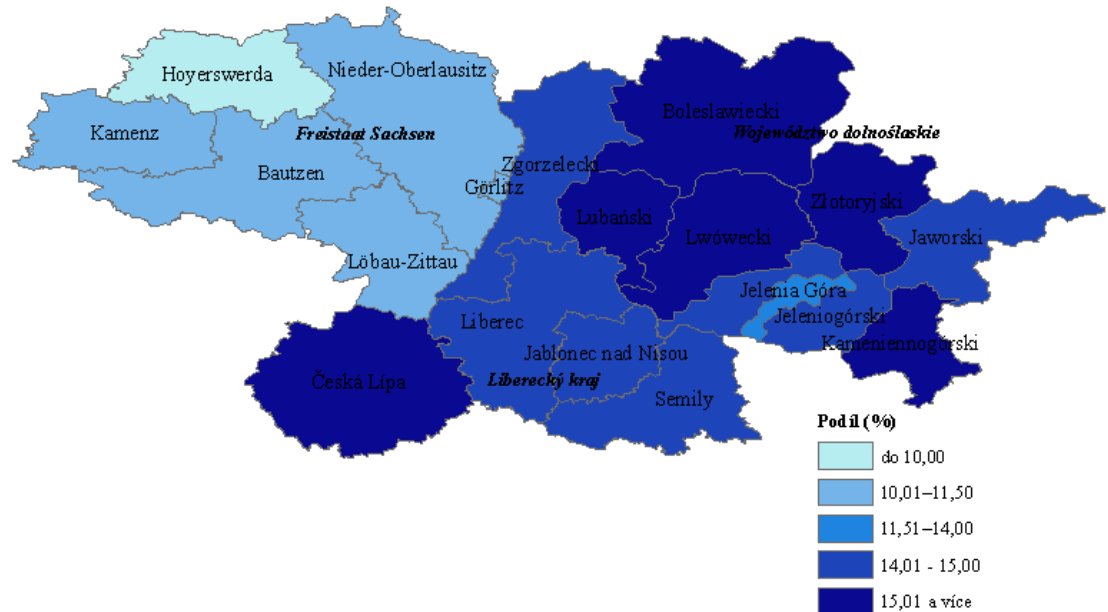 Hoyerswerda
Nieder-Oberlausitz
Kamenz
Freistaat Sachsen
Bautzen
Görlitz
Löbau-Zittau
Zgorzelecki
Boleslawiecki
Województwo dolnoślaskie
Lubański
Lwówecki
Złotoryjski
Jaworski
Jelenia Góra
Jeleniogórski
Kameniennogórski
Liberec
Jablonec nad Nisou
Česká Lípa
Liberecký kraj
Semily
Podíl (%)
do 10,00
10,01–11,50
11,51–14,00
14,01 - 15,00
15,01 a více